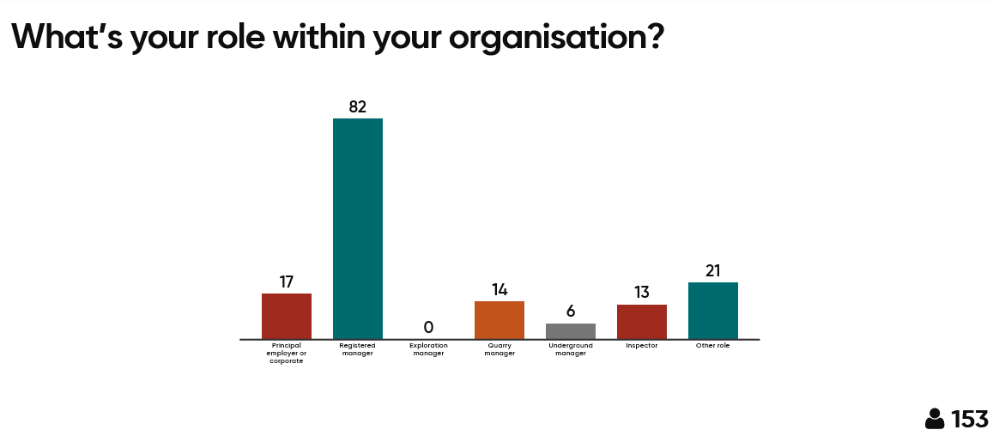 What's your role within your organisation?
82
17
0
14
6
13
21
Principal
employer or
corporate
Registered
manager
Exploration
manager
Quarry
manager
Underground
manager
Inspector
Other role
153